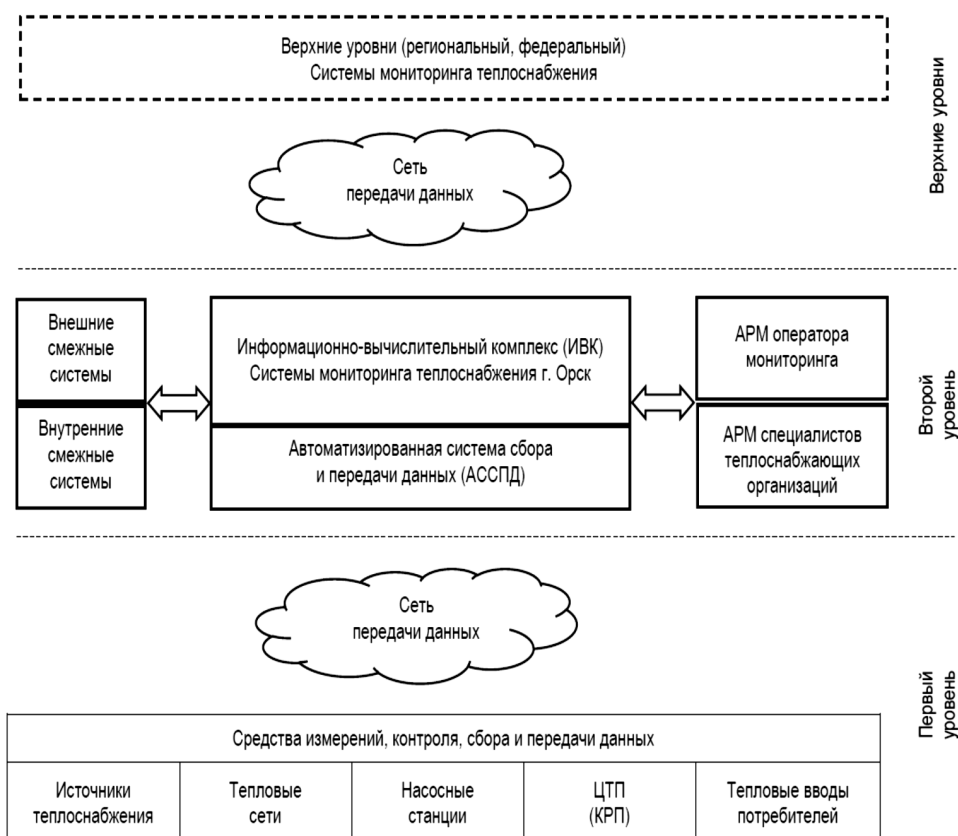 Верхние уровни (региональный, федеральный)
Системы мониторинга теплоснабжения
Верхние уровни
Сеть
передачи данных
Внешние
смежные
системы
Внутренние
смежные
системы
Информационно-вычислительный комплекс (ИВК)
Системы мониторинга теплоснабжения г. Орск
Автоматизированная система сбора
и передачи данных (АССПД)
АРМ оператора
мониторинга
АРМ специалистов
теплоснабжающих
организаций
Второй
уровень
Сеть
передачи данных
Первый
уровень
Средства измерений, контроля, сбора и передачи данных
Источники
теплоснабжения
Тепловые
сети
Насосные
станции
ЦТП
(КРП)
Тепловые вводы
потребителей